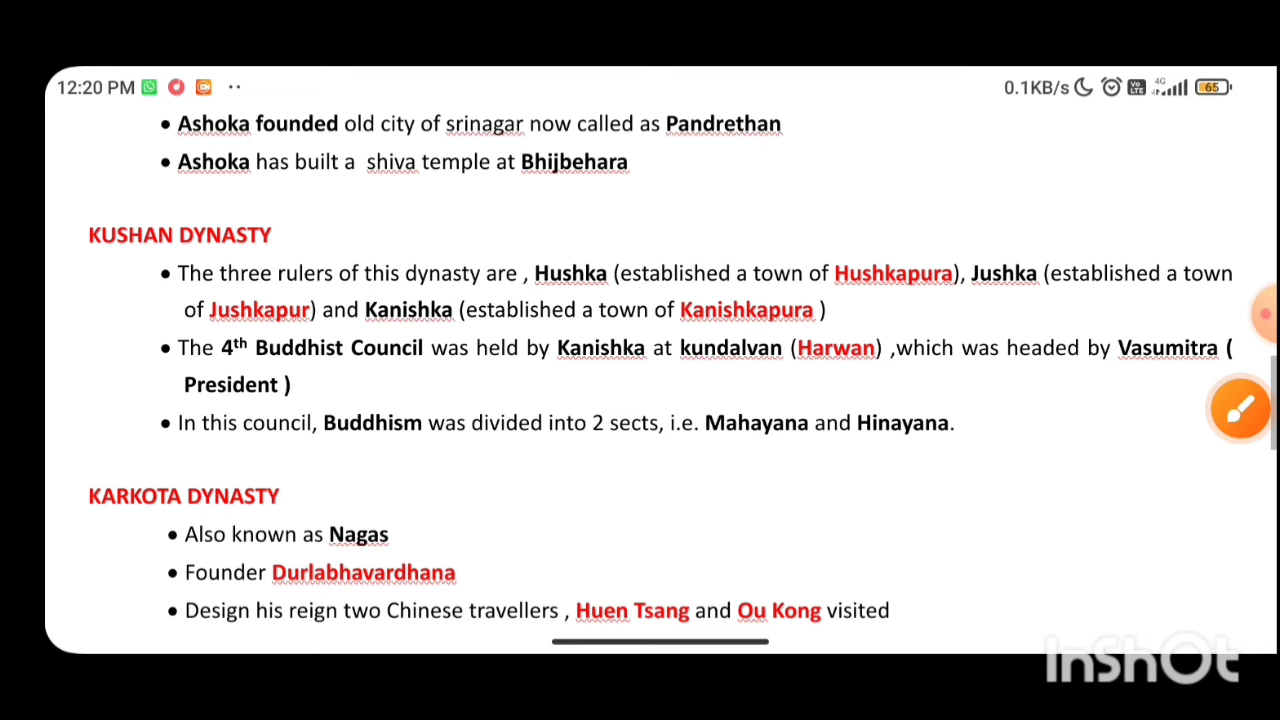 12:20 PM
0.1KB/s
4G
Vo LTE
65
• Ashoka founded old city of srinagar now called as Pandrethan
• Ashoka has built a shiva temple at Bhijbehara
KUSHAN DYNASTY
• The three rulers of this dynasty are , Hushka (established a town of Hushkapura), Jushka (established a town
of Jushkapur) and Kanishka (established a town of Kanishkapura )
• The 4th Buddhist Council was held by Kanishka at kundalvan (Harwan) ,which was headed by Vasumitra (
President )
• In this council, Buddhism was divided into 2 sects, i.e. Mahayana and Hinayana.
KARKOTA DYNASTY
• Also known as Nagas
• Founder Durlabhavardhana
• Design his reign two Chinese travellers , Huen Tsang and Ou Kong visited
InShOt